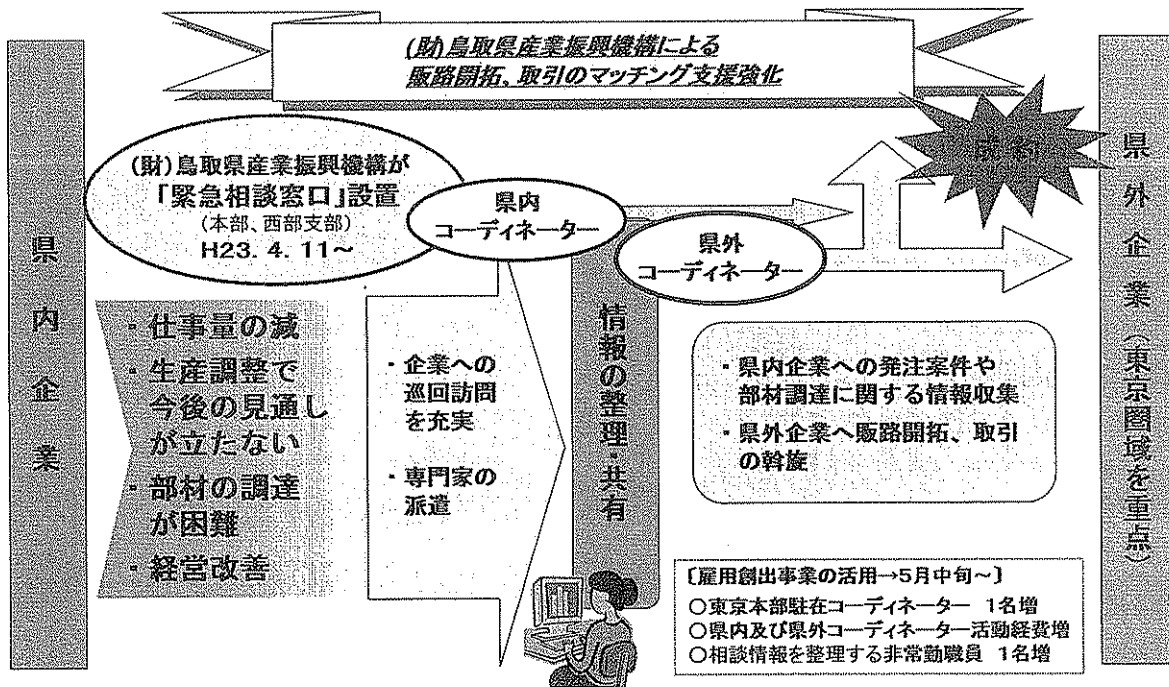 (財)鳥取県産業振興機構による
販路開拓、取引のマッチング支援強化
県内企業
(財)鳥取県産業振興機構が
「緊急相談窓口」設置
(本部、西部支部)
H23. 4. 11～
県内
コーディネーター
県外
コーディネーター
成約
県外企業(東京圏域を重点)
・仕事量の減
・生産調整で
今後の見通し
が立たない
・部材の調達
が困難
・経営改善
・企業への
巡回訪問
を充実
・専門家の
派遣
情報の整理・共有
・県内企業への発注案件や
部材調達に関する情報収集
・県外企業へ販路開拓、取引
の斡旋
〔雇用創出事業の活用→5月中旬～〕
○東京本部駐在コーディネーター 1名増
○県内及び県外コーディネーター活動経費増
○相談情報を整理する非常勤職員 1名増